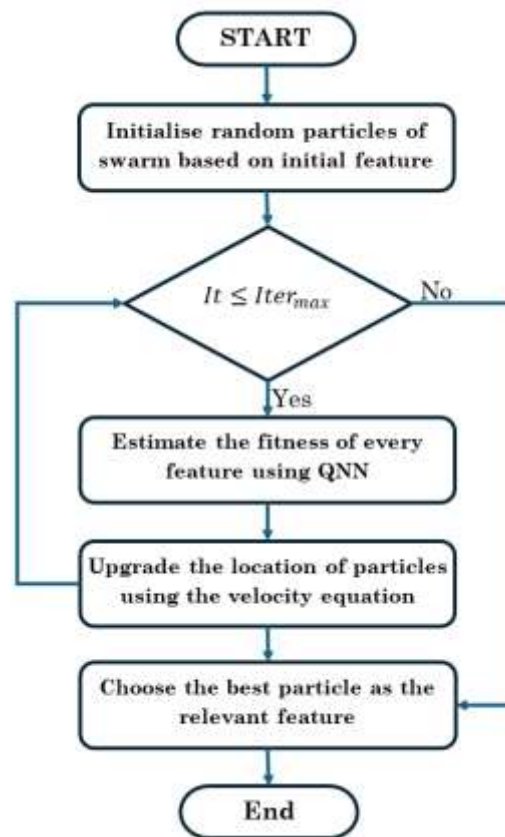 START
Initialise random particles of
swarm based on initial feature
It ≤ Iter_max
No
Yes
Estimate the fitness of every
feature using QNN
Upgrade the location of particles
using the velocity equation
Choose the best particle as the
relevant feature
End